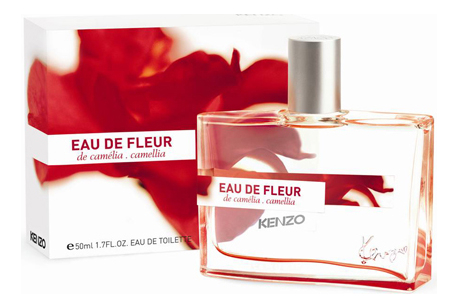 EAU DE FLEUR
de camélia . camellia
KENZO
℮50ml 1.7FL.OZ. EAU DE TOILETTE
EAU DE FLEUR
de camélia . camellia
KENZO